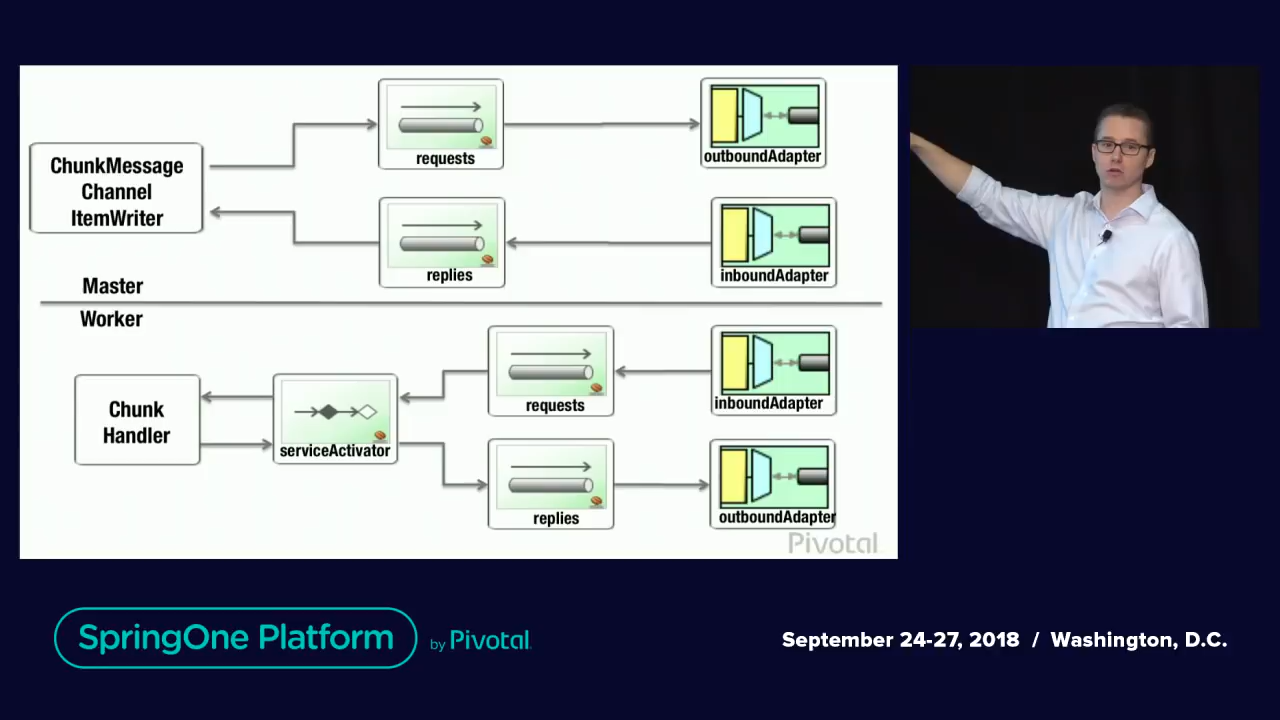 ChunkMessage
Channel
ItemWriter
requests
outboundAdapter
replies
inboundAdapter
Master
Worker
Chunk
Handler
serviceActivator
requests
inboundAdapter
replies
outboundAdapter
Pivotal
SpringOne Platform by Pivotal.
September 24-27, 2018 / Washington, D.C.